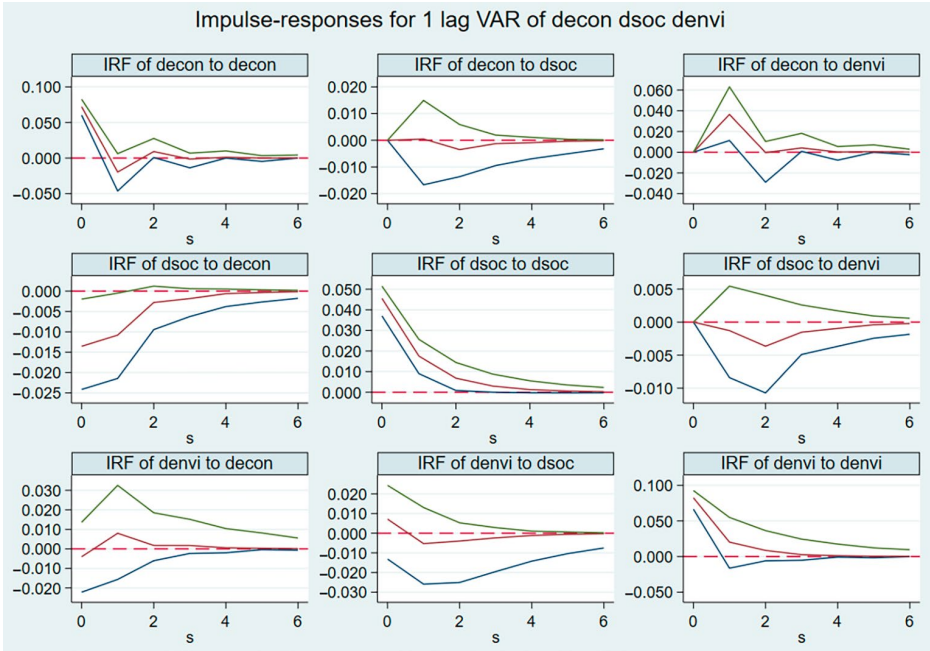 Impulse-responses for 1 lag VAR of decon dsoc denvi
IRF of decon to decon
0.100
0.050
0.000
−0.050
0 2 4 6
s
IRF of decon to dsoc
0.020
0.010
0.000
−0.010
−0.020
0 2 4 6
s
IRF of decon to denvi
0.060
0.040
0.020
0.000
−0.020
−0.040
0 2 4 6
s
IRF of dsoc to decon
0.000
−0.005
−0.010
−0.015
−0.020
−0.025
0 2 4 6
s
IRF of dsoc to dsoc
0.050
0.040
0.030
0.020
0.010
0.000
0 2 4 6
s
IRF of dsoc to denvi
0.005
0.000
−0.005
−0.010
0 2 4 6
s
IRF of denvi to decon
0.030
0.020
0.010
0.000
−0.010
−0.020
0 2 4 6
s
IRF of denvi to dsoc
0.020
0.010
0.000
−0.010
−0.020
−0.030
0 2 4 6
s
IRF of denvi to denvi
0.100
0.050
0.000
−0.050
0 2 4 6
s